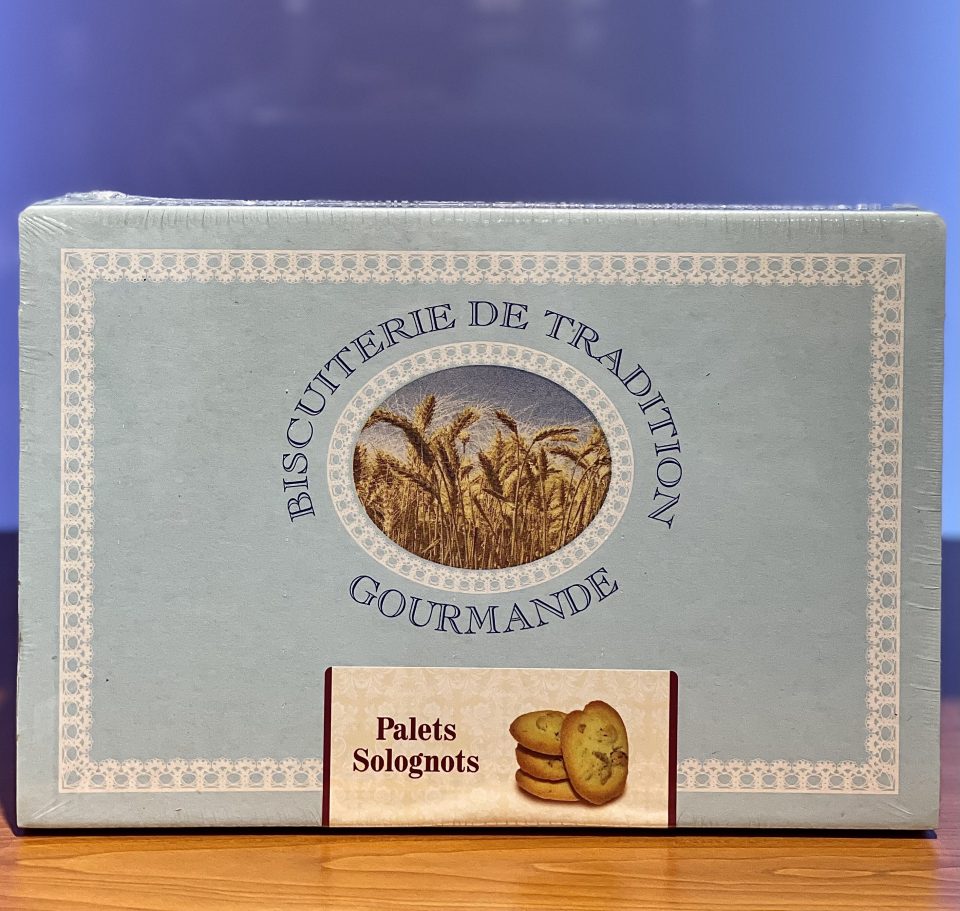 BISCUITERIE DE TRADITION
GOURMANDE
Palets
Solognots